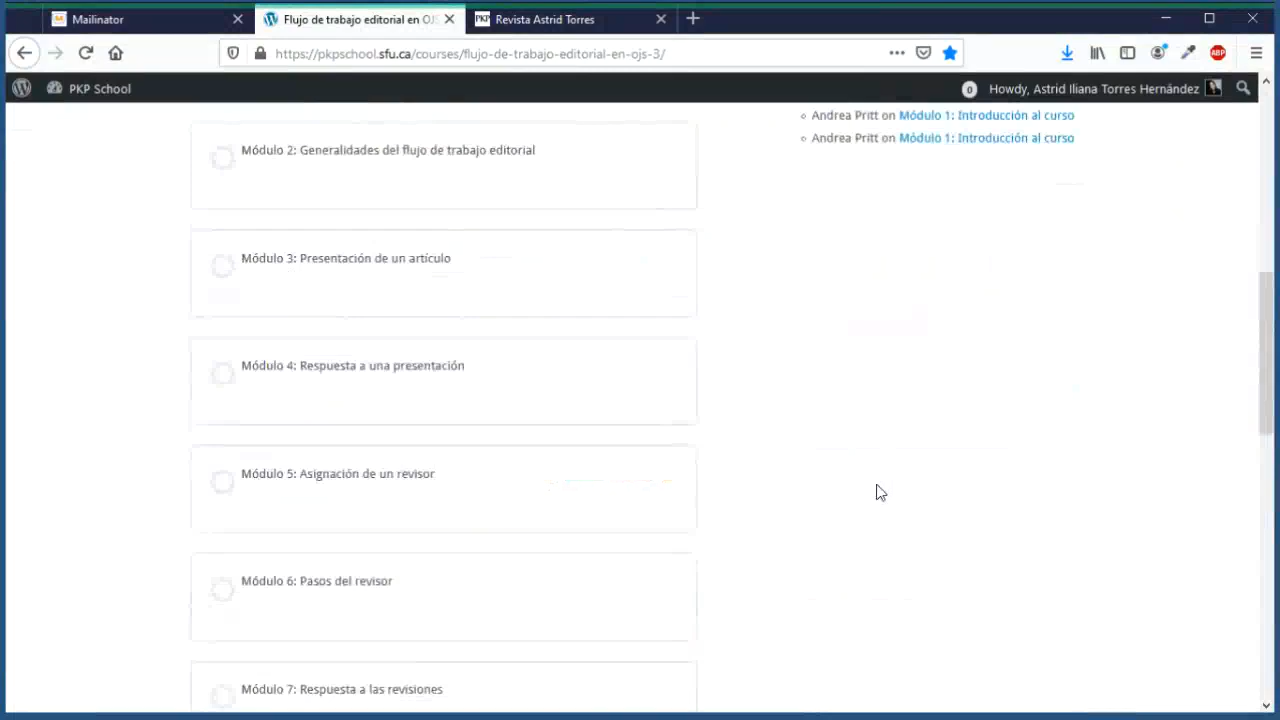 Mailinator
Flujo de trabajo editorial en OJS
PKP Revista Astrid Torres
https://pkpschool.sfu.ca/courses/flujo-de-trabajo-editorial-en-ojs-3/
ABP
PKP School
0 Howdy, Astrid Iliana Torres Hernández
Andrea Pritt on Módulo 1: Introducción al curso
Andrea Pritt on Módulo 1: Introducción al curso
Módulo 2: Generalidades del flujo de trabajo editorial
Módulo 3: Presentación de un artículo
Módulo 4: Respuesta a una presentación
Módulo 5: Asignación de un revisor
Módulo 6: Pasos del revisor
Módulo 7: Respuesta a las revisiones